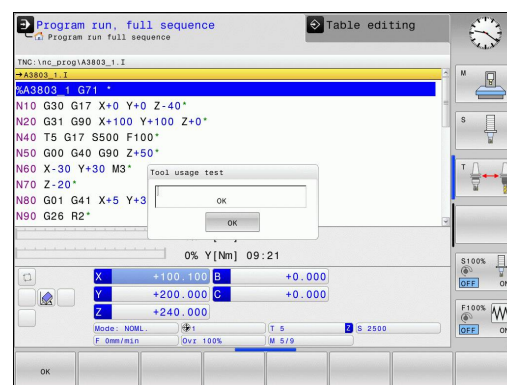 Program run, full sequence
Table editing
Program run full sequence
TNC:\nc_prog\A3803_1.I
→A3803_1.I
%A3803_1 G71 *
N10 G30 G17 X+0 Y+0 Z-40*
N20 G31 G90 X+100 Y+100 Z+0*
N40 T5 G17 S500 F100*
N50 G00 G40 G90 Z+50*
N60 X-30 Y+30 M3*
N70 Z-20*
N80 G01 G41 X+5 Y+3
N90 G26 R2*
Tool usage test
OK
OK
0% Y[Nm] 09:21
X +100.100 B +0.000
Y +200.000 C +0.000
Z +240.000
Mode: NOML. 1 T 5 Z S 2500
F 0mm/min Ovr 100% M 5/9
OK
M
S
T
S100%
OFF ON
F100%
OFF ON